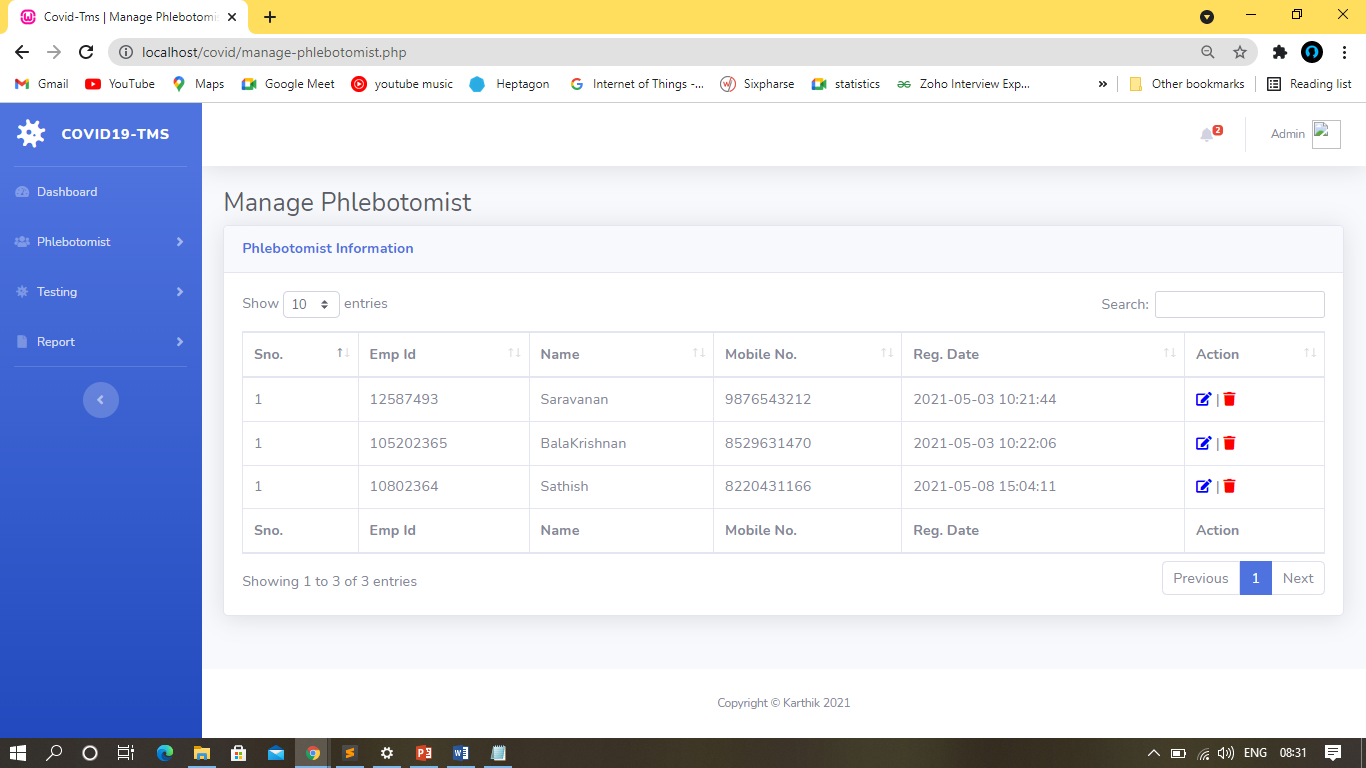 Covid-Tms | Manage Phlebotomi
localhost/covid/manage-phlebotomist.php
Gmail YouTube Maps Google Meet youtube music Heptagon Internet of Things -... Sixpharse statistics Zoho Interview Exp... » Other bookmarks Reading list
COVID19-TMS
2
Admin
Dashboard
Phlebotomist
Testing
Report
Manage Phlebotomist
Phlebotomist Information
Show 10 entries
Search:
Sno. Emp Id Name Mobile No. Reg. Date Action
1 12587493 Saravanan 9876543212 2021-05-03 10:21:44 |
1 105202365 BalaKrishnan 8529631470 2021-05-03 10:22:06 |
1 10802364 Sathish 8220431166 2021-05-08 15:04:11 |
Sno. Emp Id Name Mobile No. Reg. Date Action
Showing 1 to 3 of 3 entries
Previous 1 Next
Copyright © Karthik 2021
ENG 08:31